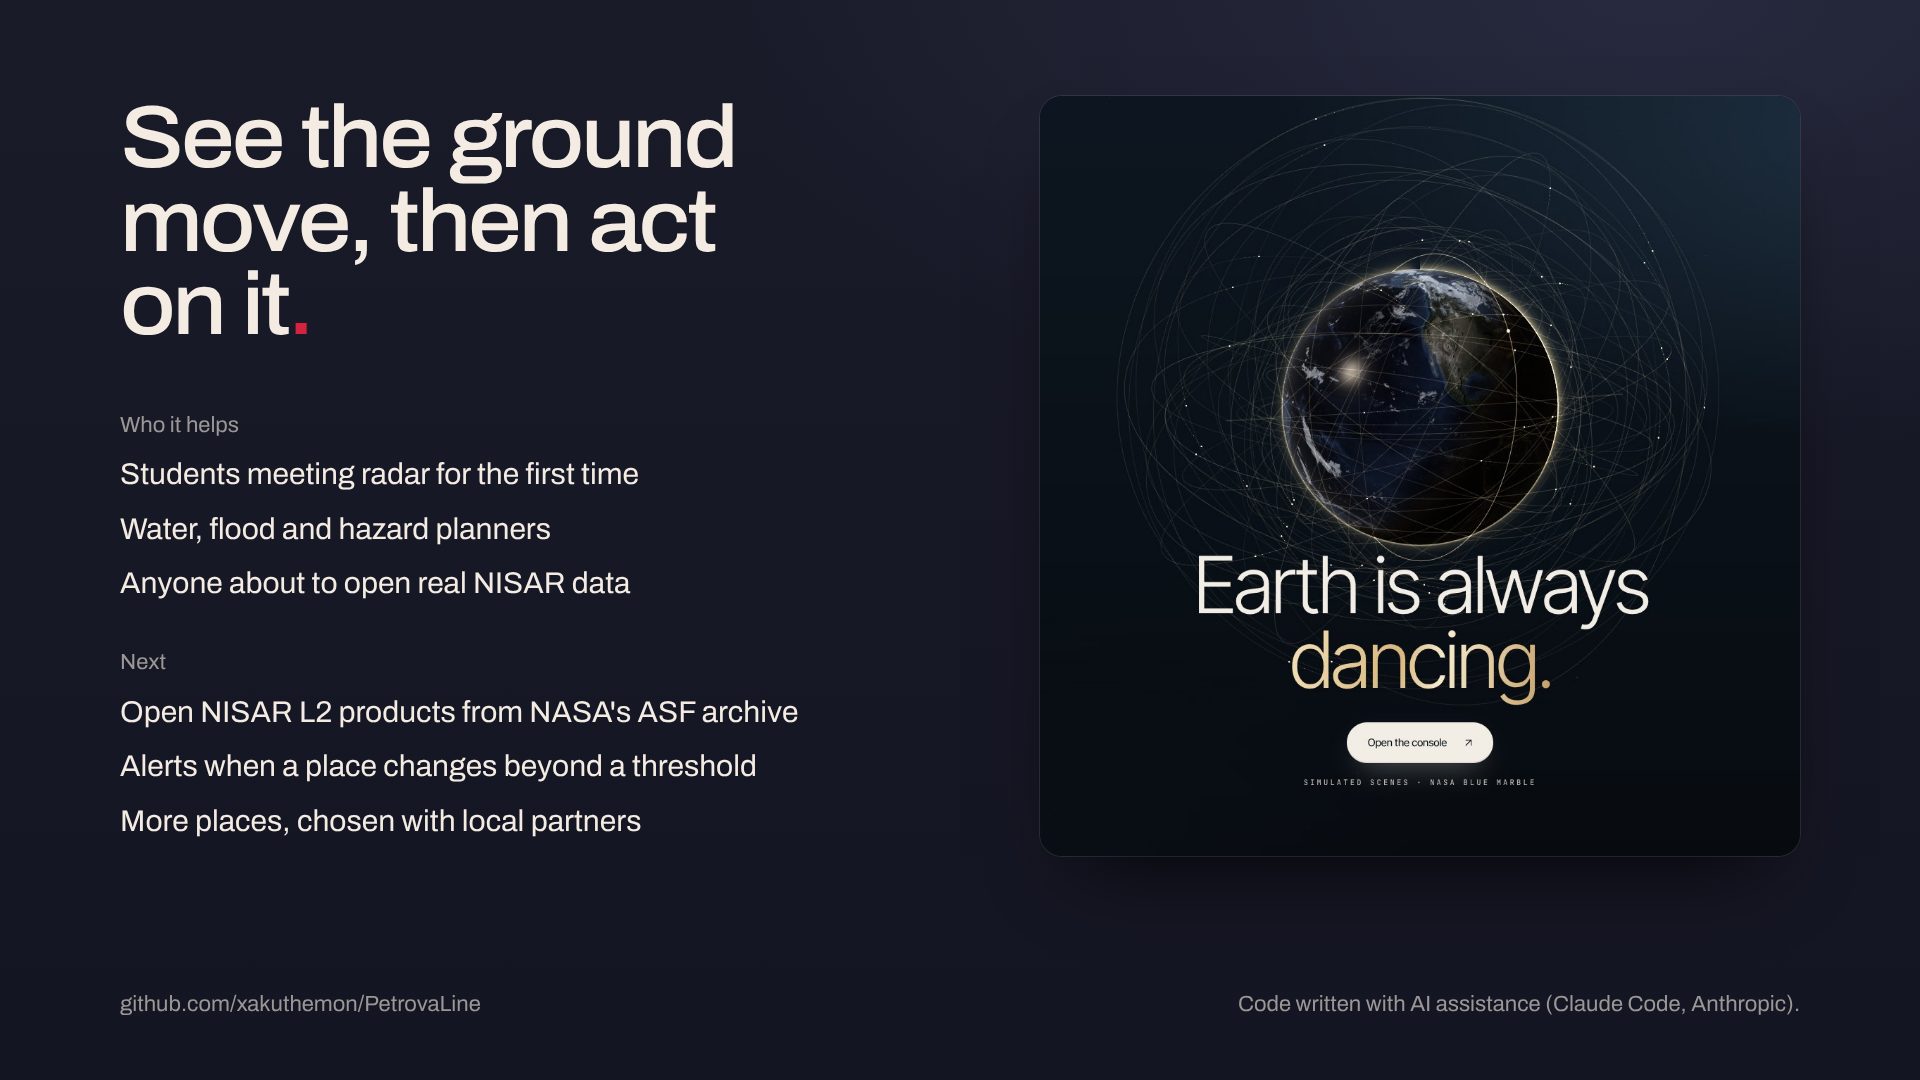 See the ground
move, then act
on it.
Who it helps
Students meeting radar for the first time
Water, flood and hazard planners
Anyone about to open real NISAR data
Next
Open NISAR L2 products from NASA's ASF archive
Alerts when a place changes beyond a threshold
More places, chosen with local partners
Earth is always
dancing.
Open the console ↗
SIMULATED SCENES · NASA BLUE MARBLE
github.com/xakuthemon/PetrovaLine
Code written with AI assistance (Claude Code, Anthropic).